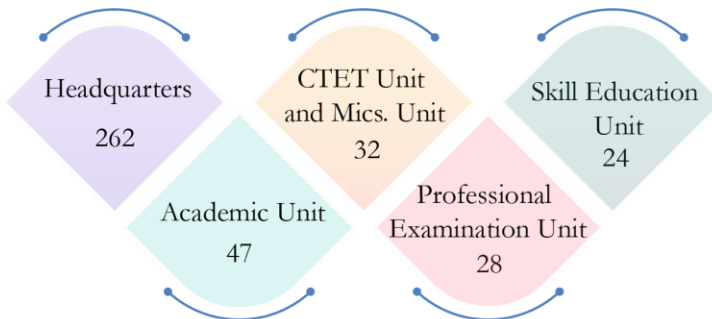 Headquarters
262
Academic Unit
47
CTET Unit
and Mics. Unit
32
Professional
Examination Unit
28
Skill Education
Unit
24